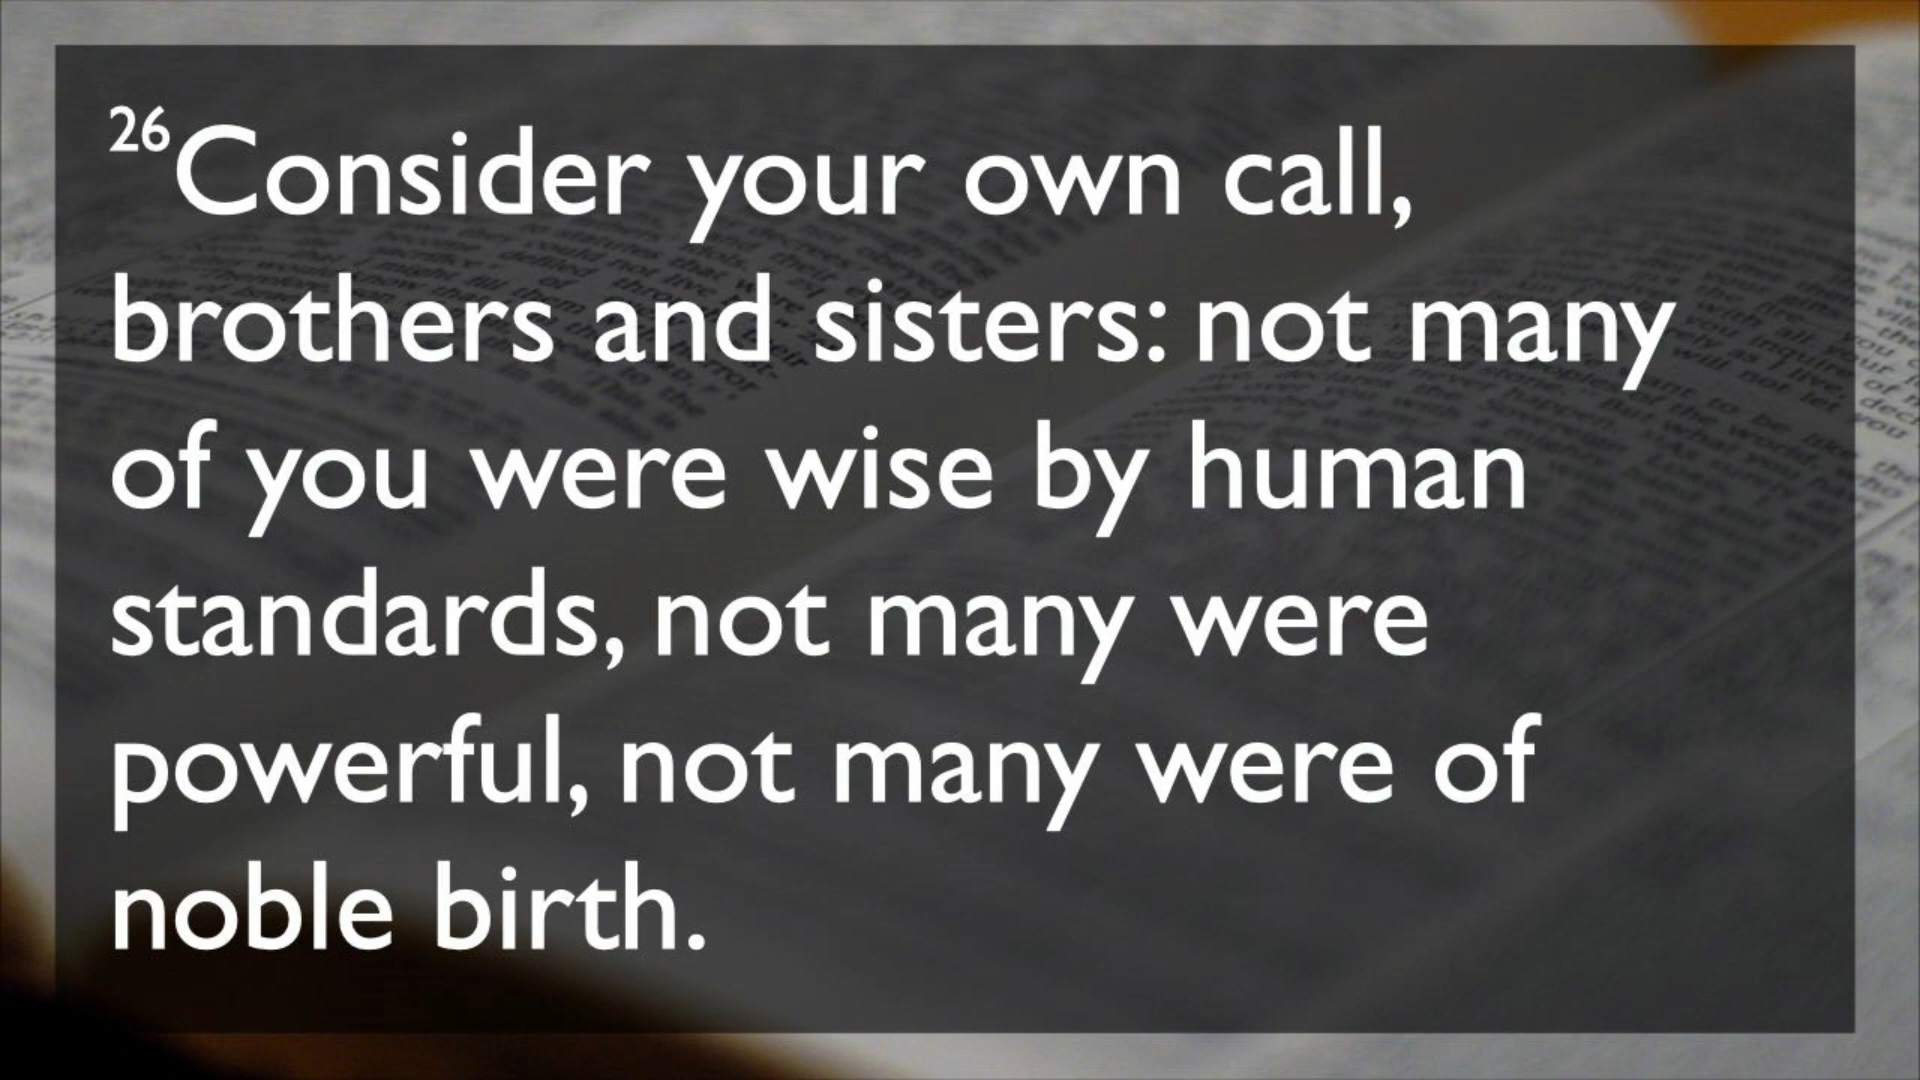 26Consider your own call,
brothers and sisters: not many
of you were wise by human
standards, not many were
powerful, not many were of
noble birth.